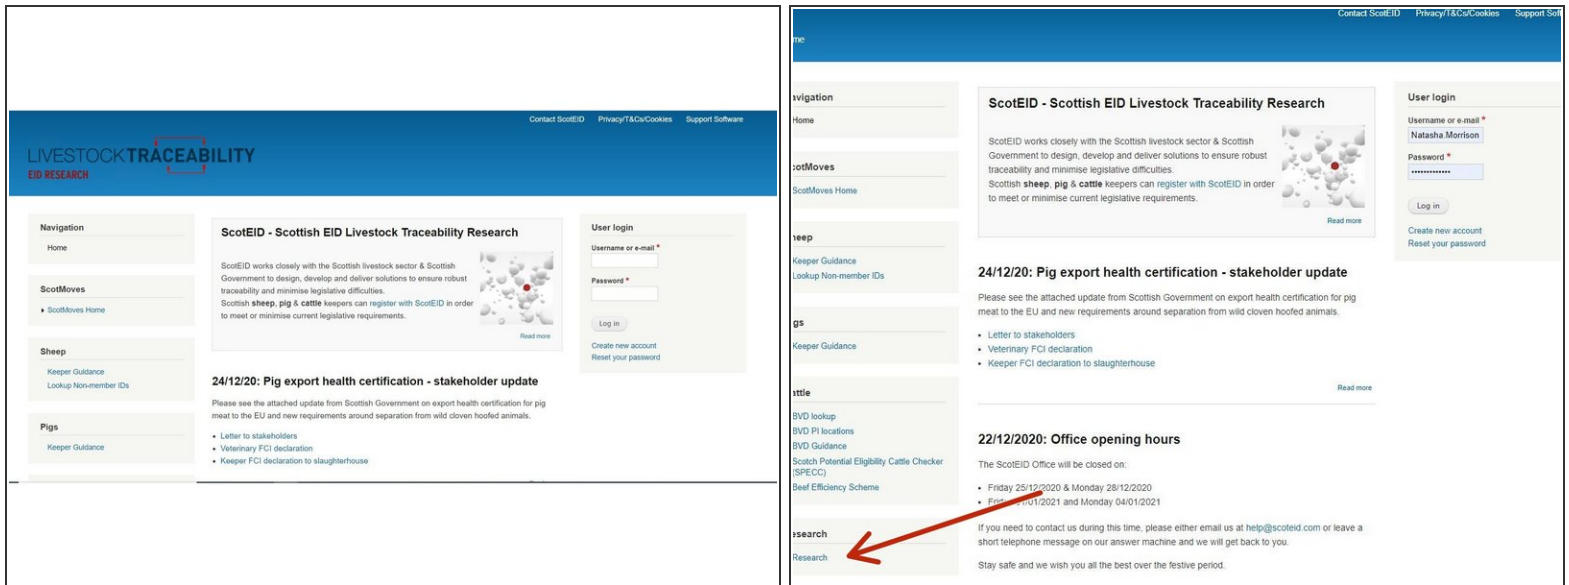 Contact ScotEID Privacy/T&Cs/Cookies Support Software
LIVESTOCKTRACEABILITY
EID RESEARCH
Navigation
Home
ScotMoves
ScotMoves Home
Sheep
Keeper Guidance
Lookup Non-member IDs
Pigs
Keeper Guidance
ScotEID - Scottish EID Livestock Traceability Research
ScotEID works closely with the Scottish livestock sector & Scottish
Government to design, develop and deliver solutions to ensure robust
traceability and minimise legislative difficulties.
Scottish sheep, pig & cattle keepers can register with ScotEID in order
to meet or minimise current legislative requirements.
Read more
24/12/20: Pig export health certification - stakeholder update
Please see the attached update from Scottish Government on export health certification for pig
meat to the EU and new requirements around separation from wild cloven hoofed animals.
• Letter to stakeholders
• Veterinary FCI declaration
• Keeper FCI declaration to slaughterhouse
User login
Username or e-mail *
Password *
Log in
Create new account
Reset your password
Contact ScotEID Privacy/T&Cs/Cookies Support Soft
me
avigation
Home
cotMoves
ScotMoves Home
heep
Keeper Guidance
Lookup Non-member IDs
gs
Keeper Guidance
attle
BVD lookup
BVD PI locations
BVD Guidance
Scotch Potential Eligibility Cattle Checker
(SPECC)
Beef Efficiency Scheme
esearch
Research
ScotEID - Scottish EID Livestock Traceability Research
ScotEID works closely with the Scottish livestock sector & Scottish
Government to design, develop and deliver solutions to ensure robust
traceability and minimise legislative difficulties.
Scottish sheep, pig & cattle keepers can register with ScotEID in order
to meet or minimise current legislative requirements.
Read more
24/12/20: Pig export health certification - stakeholder update
Please see the attached update from Scottish Government on export health certification for pig
meat to the EU and new requirements around separation from wild cloven hoofed animals.
• Letter to stakeholders
• Veterinary FCI declaration
• Keeper FCI declaration to slaughterhouse
Read more
22/12/2020: Office opening hours
The ScotEID Office will be closed on:
• Friday 25/12/2020 & Monday 28/12/2020
• 01/2021 and Monday 04/01/2021
If you need to contact us during this time, please either email us at help@scoteid.com or leave a
short telephone message on our answer machine and we will get back to you.
Stay safe and we wish you all the best over the festive period.
User login
Username or e-mail *
Natasha.Morrison
Password *
•••••••••••••
Log in
Create new account
Reset your password